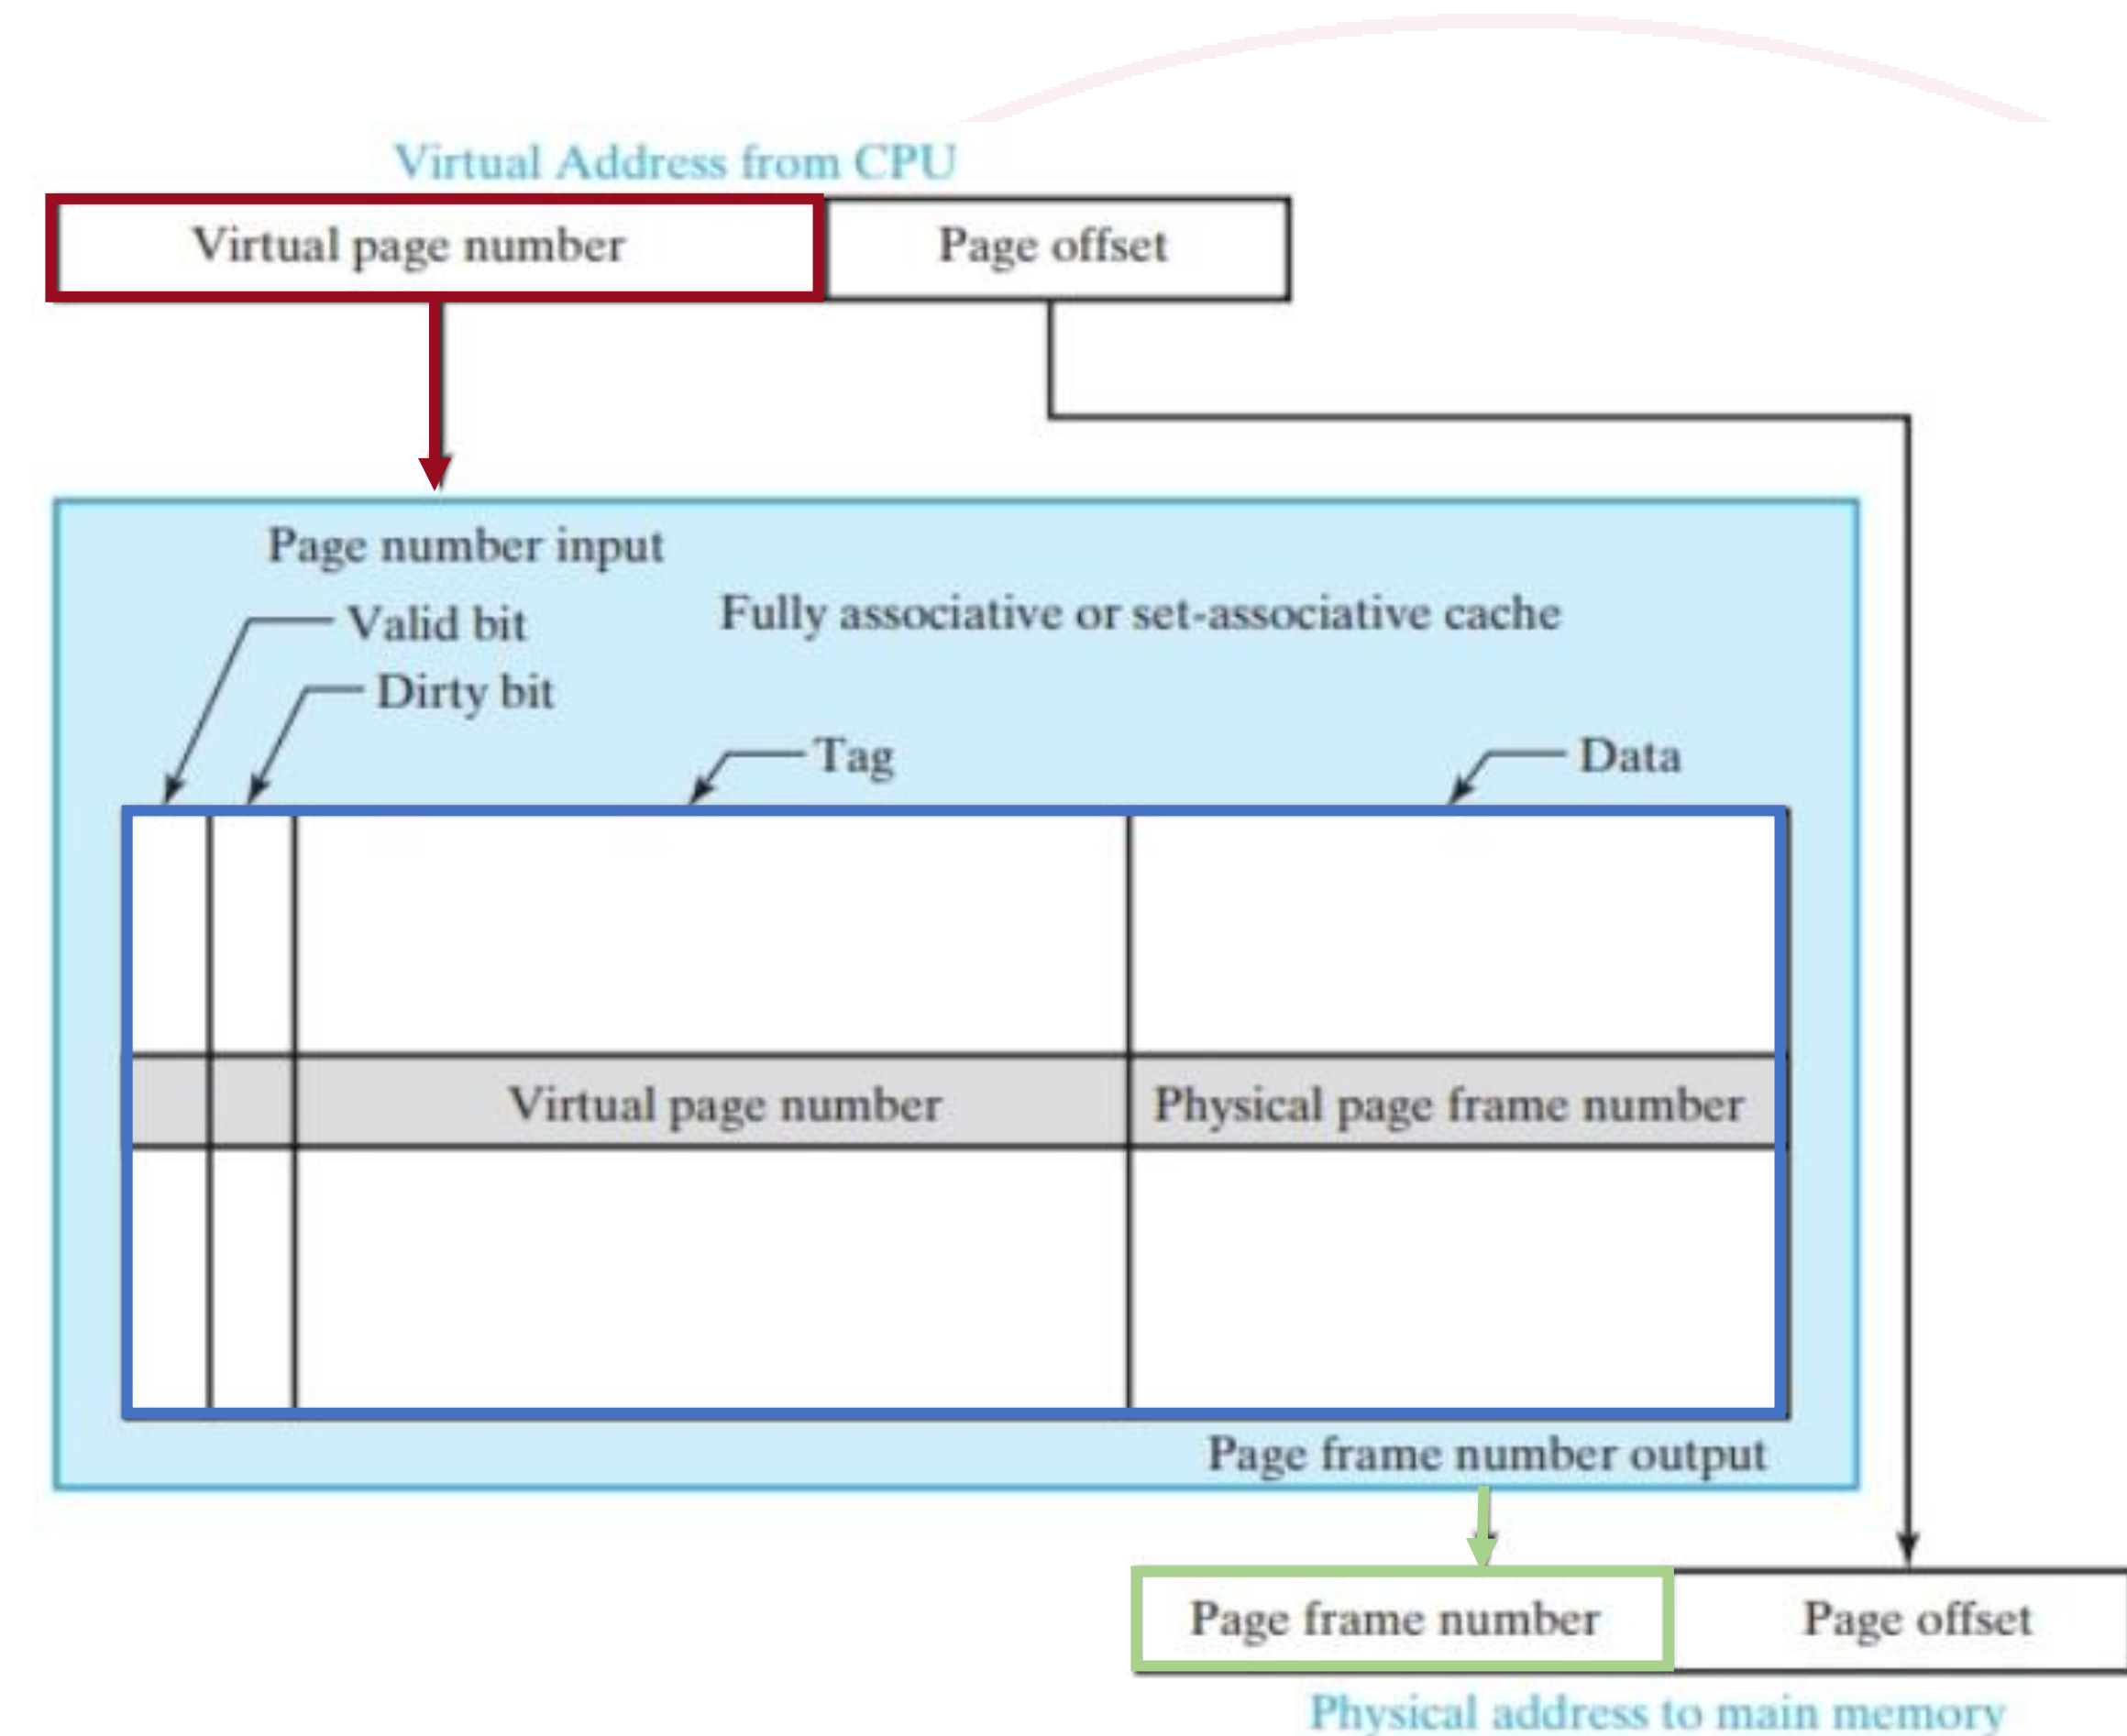 Virtual Address from CPU
Virtual page number
Page offset
Page number input
Valid bit
Fully associative or set-associative cache
Dirty bit
Tag
Data
Virtual page number
Physical page frame number
Page frame number output
Page frame number
Page offset
Physical address to main memory